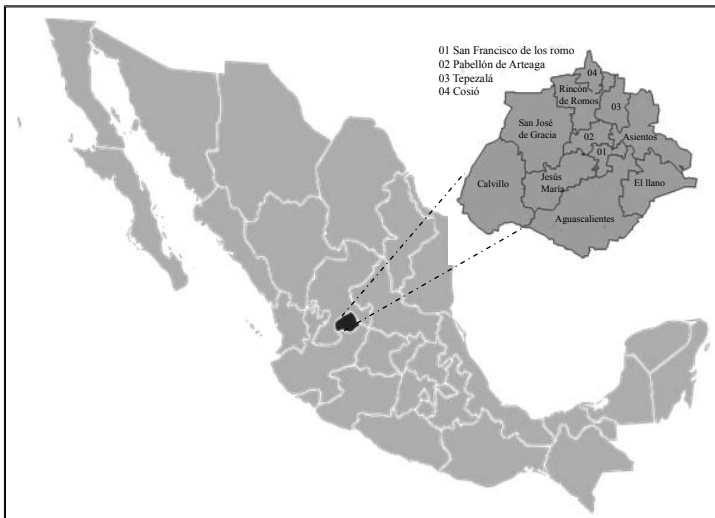 01 San Francisco de los romo
02 Pabellón de Arteaga
03 Tepezalá
04 Cosió
04
Rincón
de Romos
03
San José
de Gracia
02
Asientos
01
Calvillo
Jesús
María
El llano
Aguascalientes